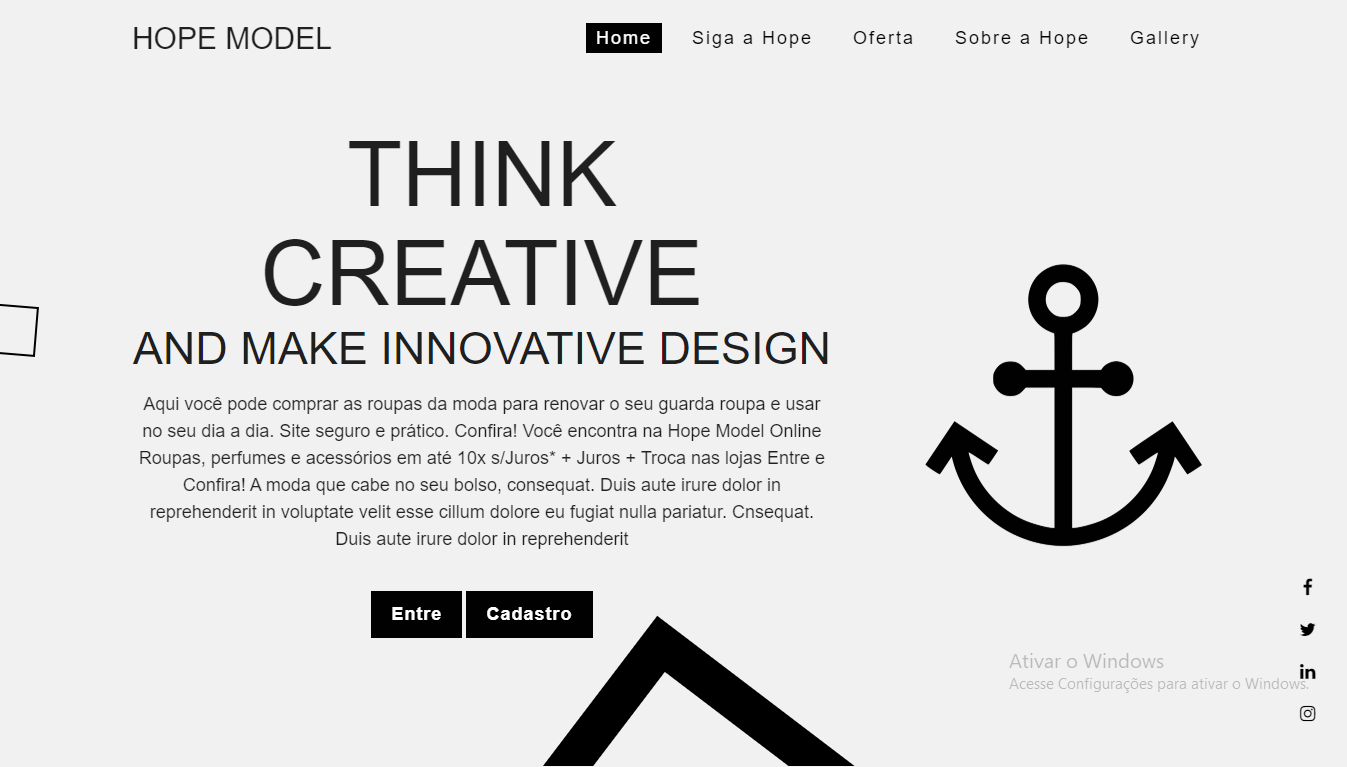 HOPE MODEL
Home Siga a Hope Oferta Sobre a Hope Gallery
THINK
CREATIVE
AND MAKE INNOVATIVE DESIGN
Aqui você pode comprar as roupas da moda para renovar o seu guarda roupa e usar
no seu dia a dia. Site seguro e prático. Confira! Você encontra na Hope Model Online
Roupas, perfumes e acessórios em até 10x s/Juros* + Juros + Troca nas lojas Entre e
Confira! A moda que cabe no seu bolso, consequat. Duis aute irure dolor in
reprehenderit in voluptate velit esse cillum dolore eu fugiat nulla pariatur. Cnsequat.
Duis aute irure dolor in reprehenderit
Entre Cadastro
Ativar o Windows
Acesse Configurações para ativar o Windows.